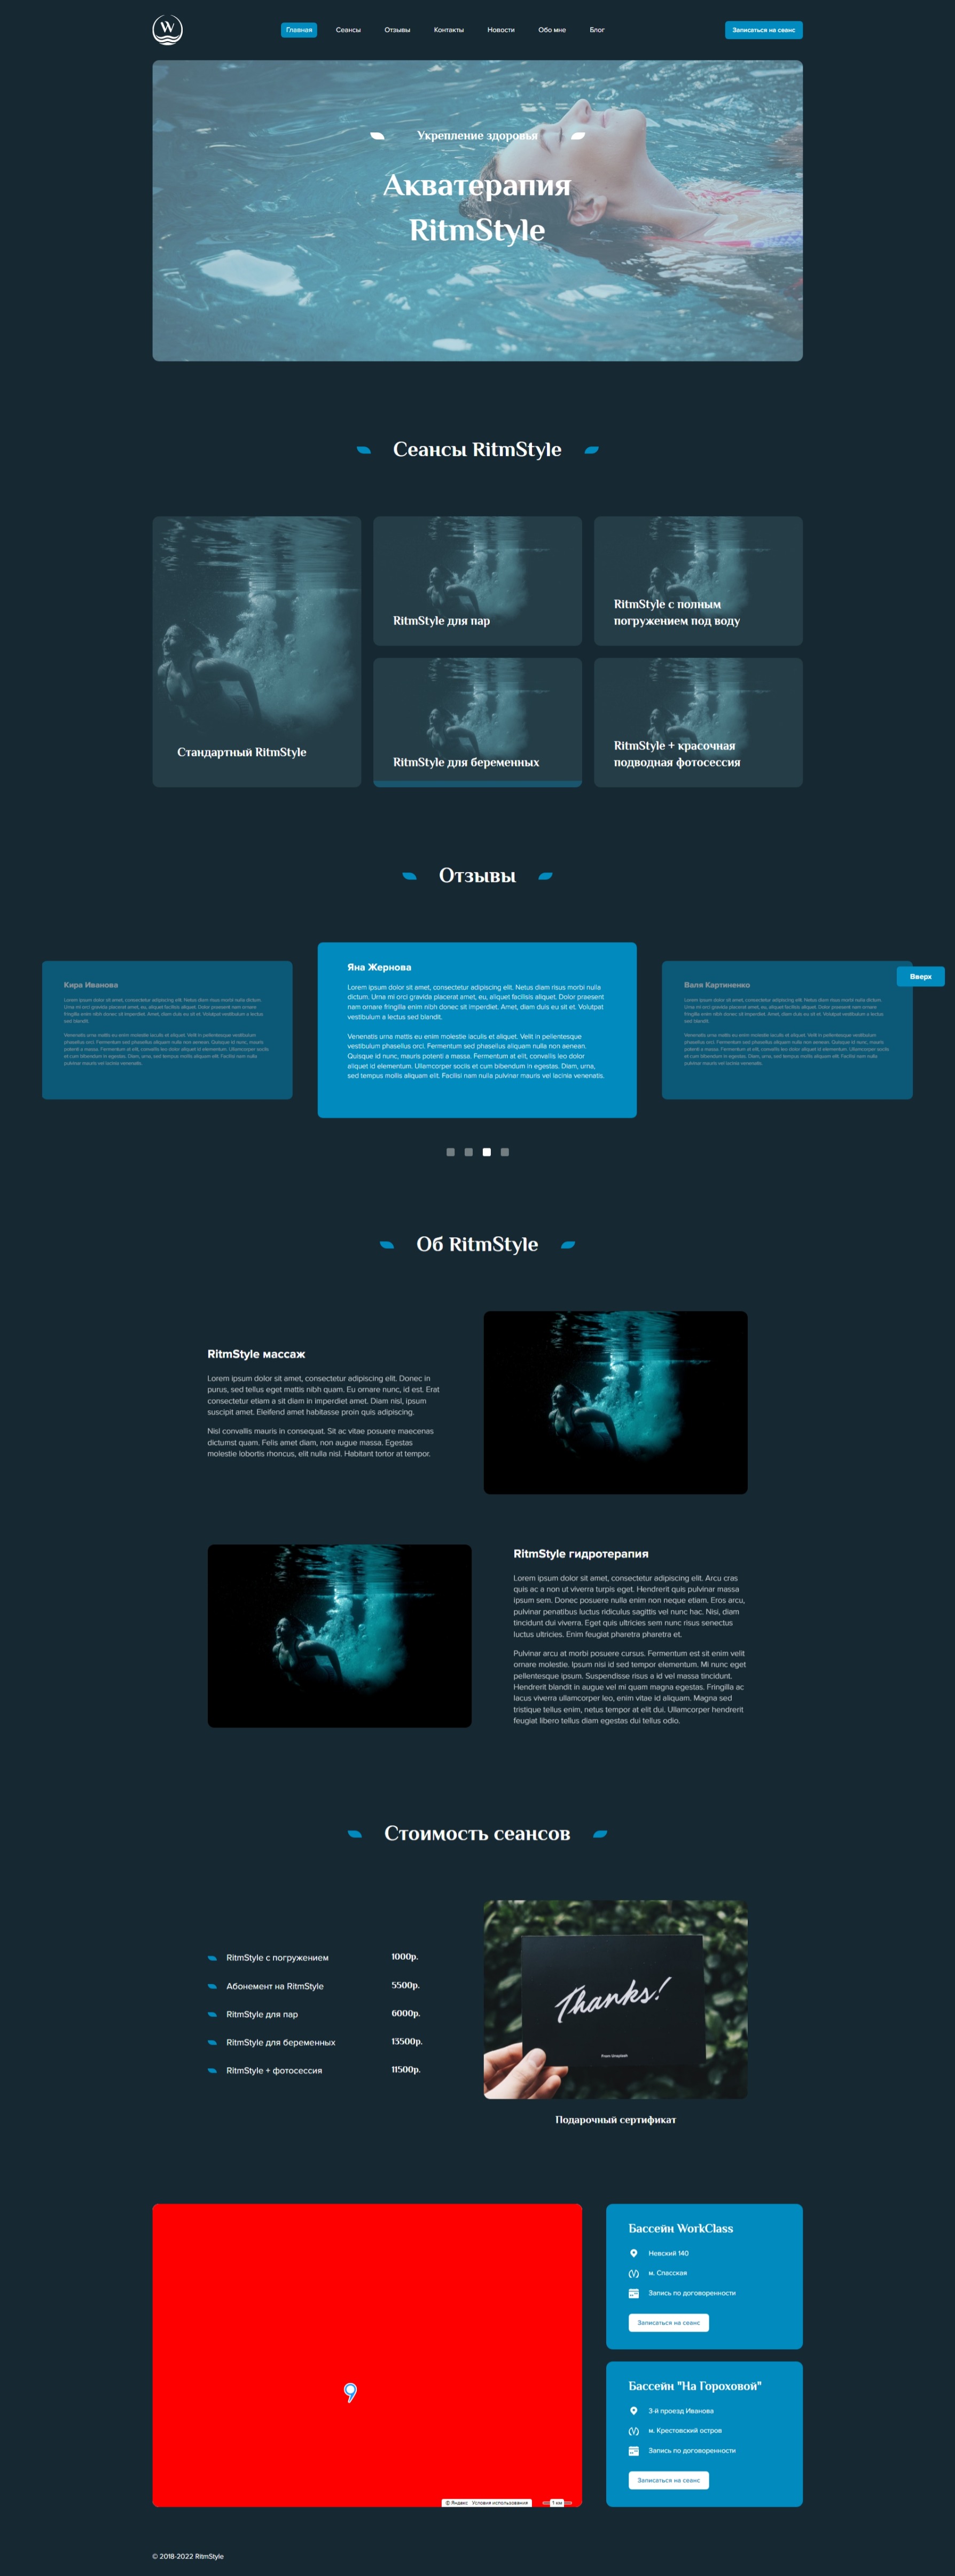 W
Главная Сеансы Отзывы Контакты Новости Обо мне Блог Записаться на сеанс
Укрепление здоровья
Акватерапия
RitmStyle
Сеансы RitmStyle
Стандартный RitmStyle
RitmStyle для пар
RitmStyle с полным
погружением под воду
RitmStyle для беременных
RitmStyle + красочная
подводная фотосессия
Отзывы
Кира Иванова
Lorem ipsum dolor sit amet, consectetur adipiscing elit. Netus diam risus morbi nulla dictum.
Urna mi orci gravida placerat amet, eu, aliquet facilisis aliquet. Dolor praesent nam ornare
fringilla enim nibh donec sit imperdiet. Amet, diam duis eu sit et. Volutpat vestibulum a lectus
sed blandit.
Venenatis urna mattis eu enim molestie iaculis et aliquet. Velit in pellentesque vestibulum
phasellus orci. Fermentum sed phasellus aliquam nulla non aenean. Quisque id nunc, mauris
potenti a massa. Fermentum at elit, convallis leo dolor aliquet id elementum. Ullamcorper sociis
et cum bibendum in egestas. Diam, urna, sed tempus mollis aliquam elit. Facilisi nam nulla
pulvinar mauris vel lacinia venenatis.
Яна Жернова
Lorem ipsum dolor sit amet, consectetur adipiscing elit. Netus diam risus morbi nulla
dictum. Urna mi orci gravida placerat amet, eu, aliquet facilisis aliquet. Dolor praesent
nam ornare fringilla enim nibh donec sit imperdiet. Amet, diam duis eu sit et. Volutpat
vestibulum a lectus sed blandit.
Venenatis urna mattis eu enim molestie iaculis et aliquet. Velit in pellentesque
vestibulum phasellus orci. Fermentum sed phasellus aliquam nulla non aenean.
Quisque id nunc, mauris potenti a massa. Fermentum at elit, convallis leo dolor
aliquet id elementum. Ullamcorper sociis et cum bibendum in egestas. Diam, urna,
sed tempus mollis aliquam elit. Facilisi nam nulla pulvinar mauris vel lacinia venenatis.
Валя Картиненко
Lorem ipsum dolor sit amet, consectetur adipiscing elit. Netus diam risus morbi nulla dictum.
Urna mi orci gravida placerat amet, eu, aliquet facilisis aliquet. Dolor praesent nam ornare
fringilla enim nibh donec sit imperdiet. Amet, diam duis eu sit et. Volutpat vestibulum a lectus
sed blandit.
Venenatis urna mattis eu enim molestie iaculis et aliquet. Velit in pellentesque vestibulum
phasellus orci. Fermentum sed phasellus aliquam nulla non aenean. Quisque id nunc, mauris
potenti a massa. Fermentum at elit, convallis leo dolor aliquet id elementum. Ullamcorper sociis
et cum bibendum in egestas. Diam, urna, sed tempus mollis aliquam elit. Facilisi nam nulla
pulvinar mauris vel lacinia venenatis.
Вверх
Об RitmStyle
RitmStyle массаж
Lorem ipsum dolor sit amet, consectetur adipiscing elit. Donec in
purus, sed tellus eget mattis nibh quam. Eu ornare nunc, id est. Erat
consectetur etiam a sit diam in imperdiet amet. Diam nisl, ipsum
suscipit amet. Eleifend amet habitasse proin quis adipiscing.
Nisl convallis mauris in consequat. Sit ac vitae posuere maecenas
dictumst quam. Felis amet diam, non augue massa. Egestas
molestie lobortis rhoncus, elit nulla nisl. Habitant tortor at tempor.
RitmStyle гидротерапия
Lorem ipsum dolor sit amet, consectetur adipiscing elit. Arcu cras
quis ac a non ut viverra turpis eget. Hendrerit quis pulvinar massa
ipsum sem. Donec posuere nulla enim non neque etiam. Eros arcu,
pulvinar penatibus luctus ridiculus sagittis vel nunc hac. Nisi, diam
tincidunt dui viverra. Eget quis ultricies sem nunc risus senectus
luctus ultricies. Enim feugiat pharetra pharetra et.
Pulvinar arcu at morbi posuere cursus. Fermentum est sit enim velit
ornare molestie. Ipsum nisi id sed tempor elementum. Mi nunc eget
pellentesque ipsum. Suspendisse risus a id vel massa tincidunt.
Hendrerit blandit in augue vel mi quam magna egestas. Fringilla ac
lacus viverra ullamcorper leo, enim vitae id aliquam. Magna sed
tristique tellus enim, netus tempor at elit dui. Ullamcorper hendrerit
feugiat libero tellus diam egestas dui tellus odio.
Стоимость сеансов
RitmStyle с погружением 1000р.
Абонемент на RitmStyle 5500р.
RitmStyle для пар 6000р.
RitmStyle для беременных 13500р.
RitmStyle + фотосессия 11500р.
Thanks!
From Unsplash
Подарочный сертификат
© Яндекс Условия использования 1 км
Бассейн WorkClass
Невский 140
м. Спасская
Запись по договоренности
Записаться на сеанс
Бассейн "На Гороховой"
3-й проезд Иванова
м. Крестовский остров
Запись по договоренности
Записаться на сеанс
© 2018-2022 RitmStyle